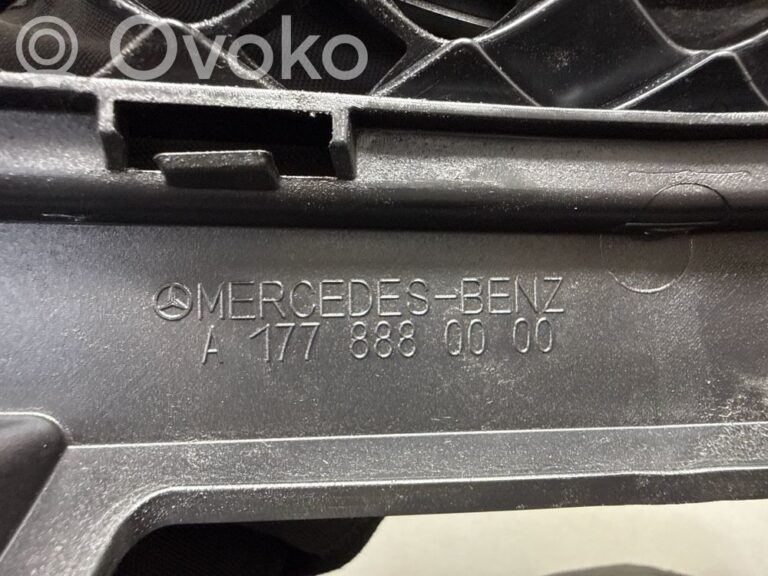 Ovoko
MERCEDES-BENZ
A 177 888 00 00